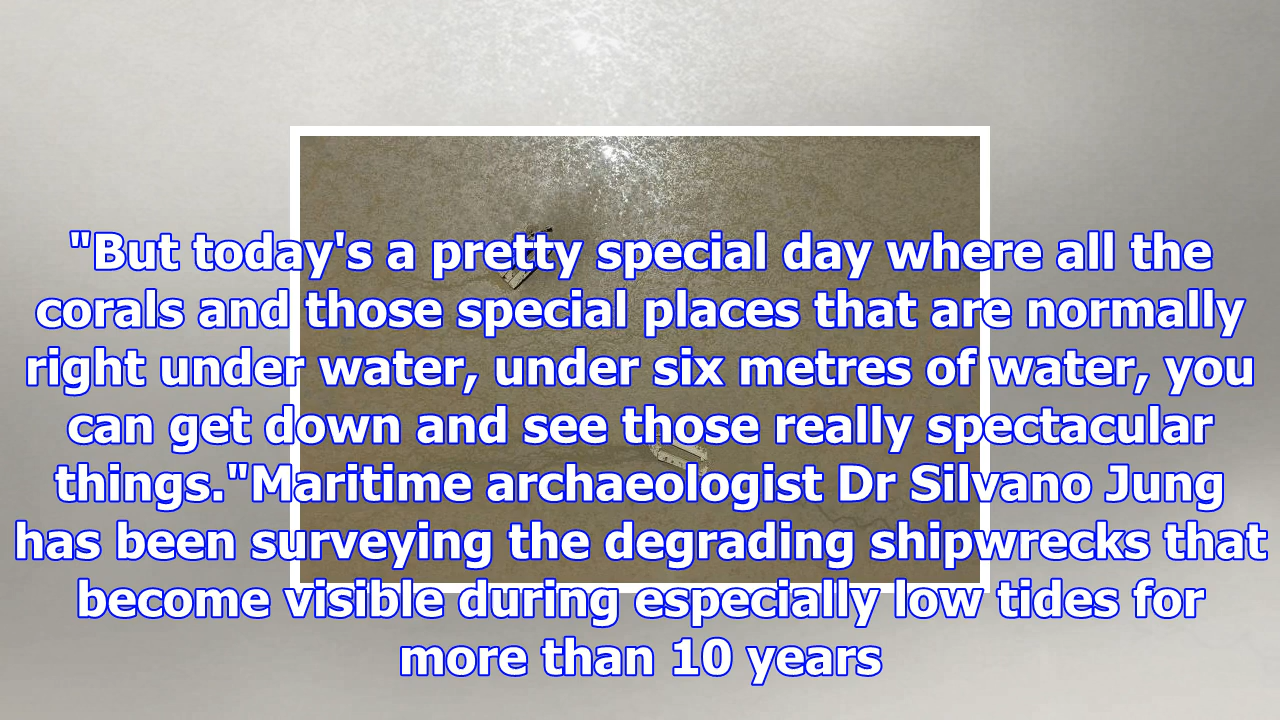 "But today's a pretty special day where all the
corals and those special places that are normally
right under water, under six metres of water, you
can get down and see those really spectacular
things."Maritime archaeologist Dr Silvano Jung
has been surveying the degrading shipwrecks that
become visible during especially low tides for
more than 10 years